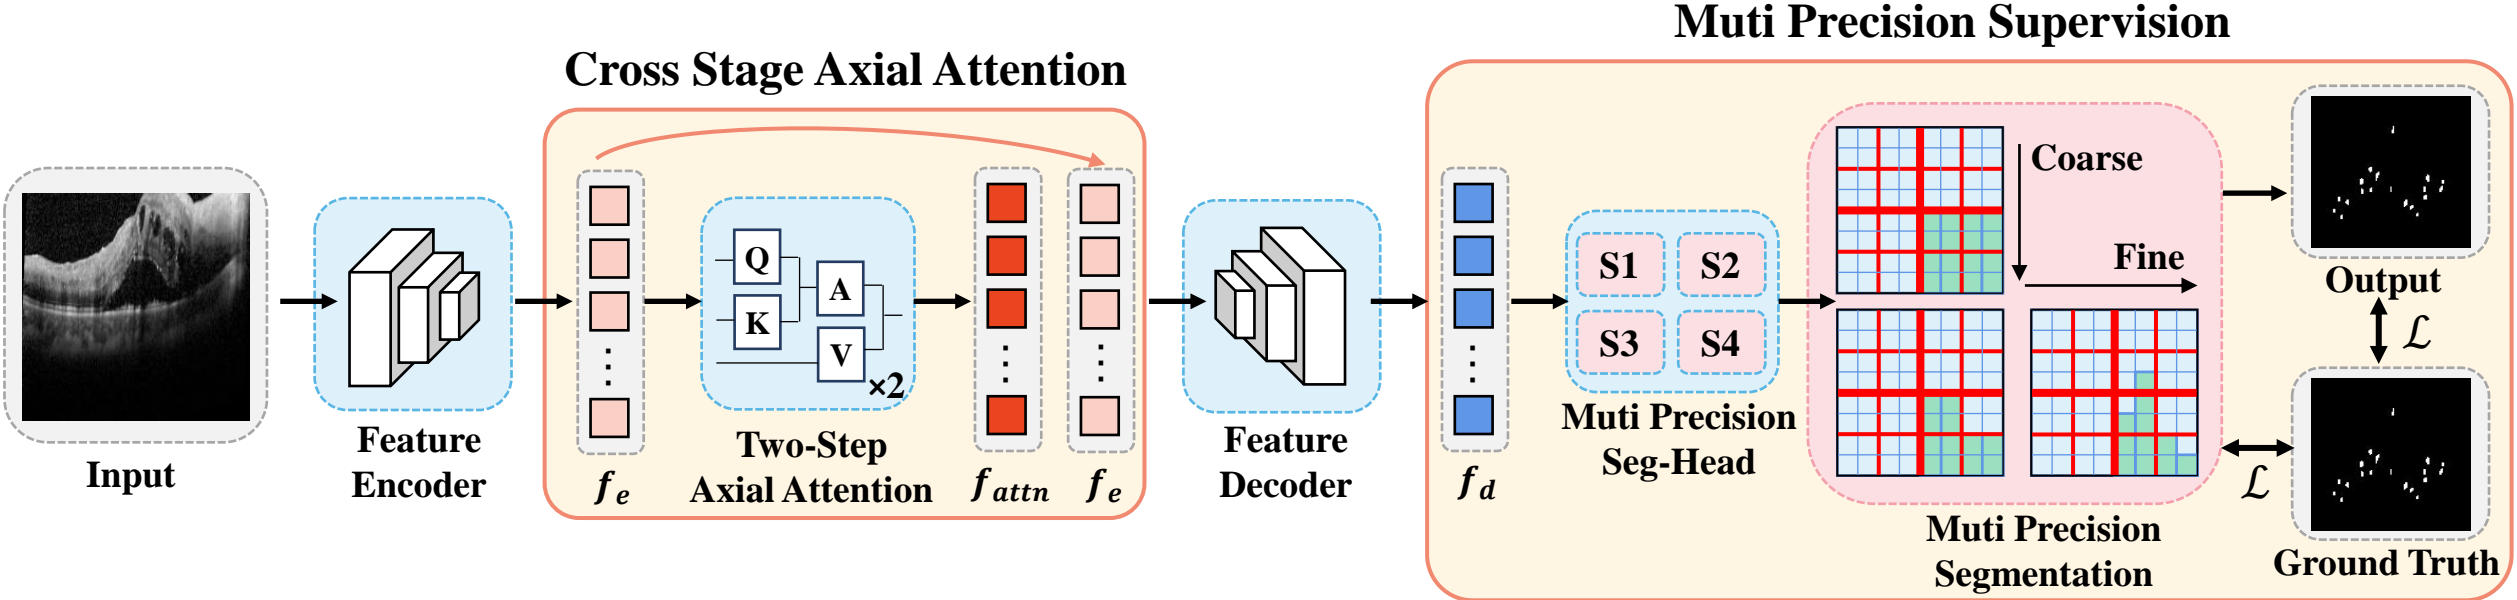 Muti Precision Supervision
Cross Stage Axial Attention
Input
Feature
Encoder
f_e
Q
K
A
V
×2
Two-Step
Axial Attention
f_attn
f_e
Feature
Decoder
f_d
S1 S2
S3 S4
Muti Precision
Seg-Head
Coarse
Fine
Muti Precision
Segmentation
Output
ℒ
ℒ
Ground Truth